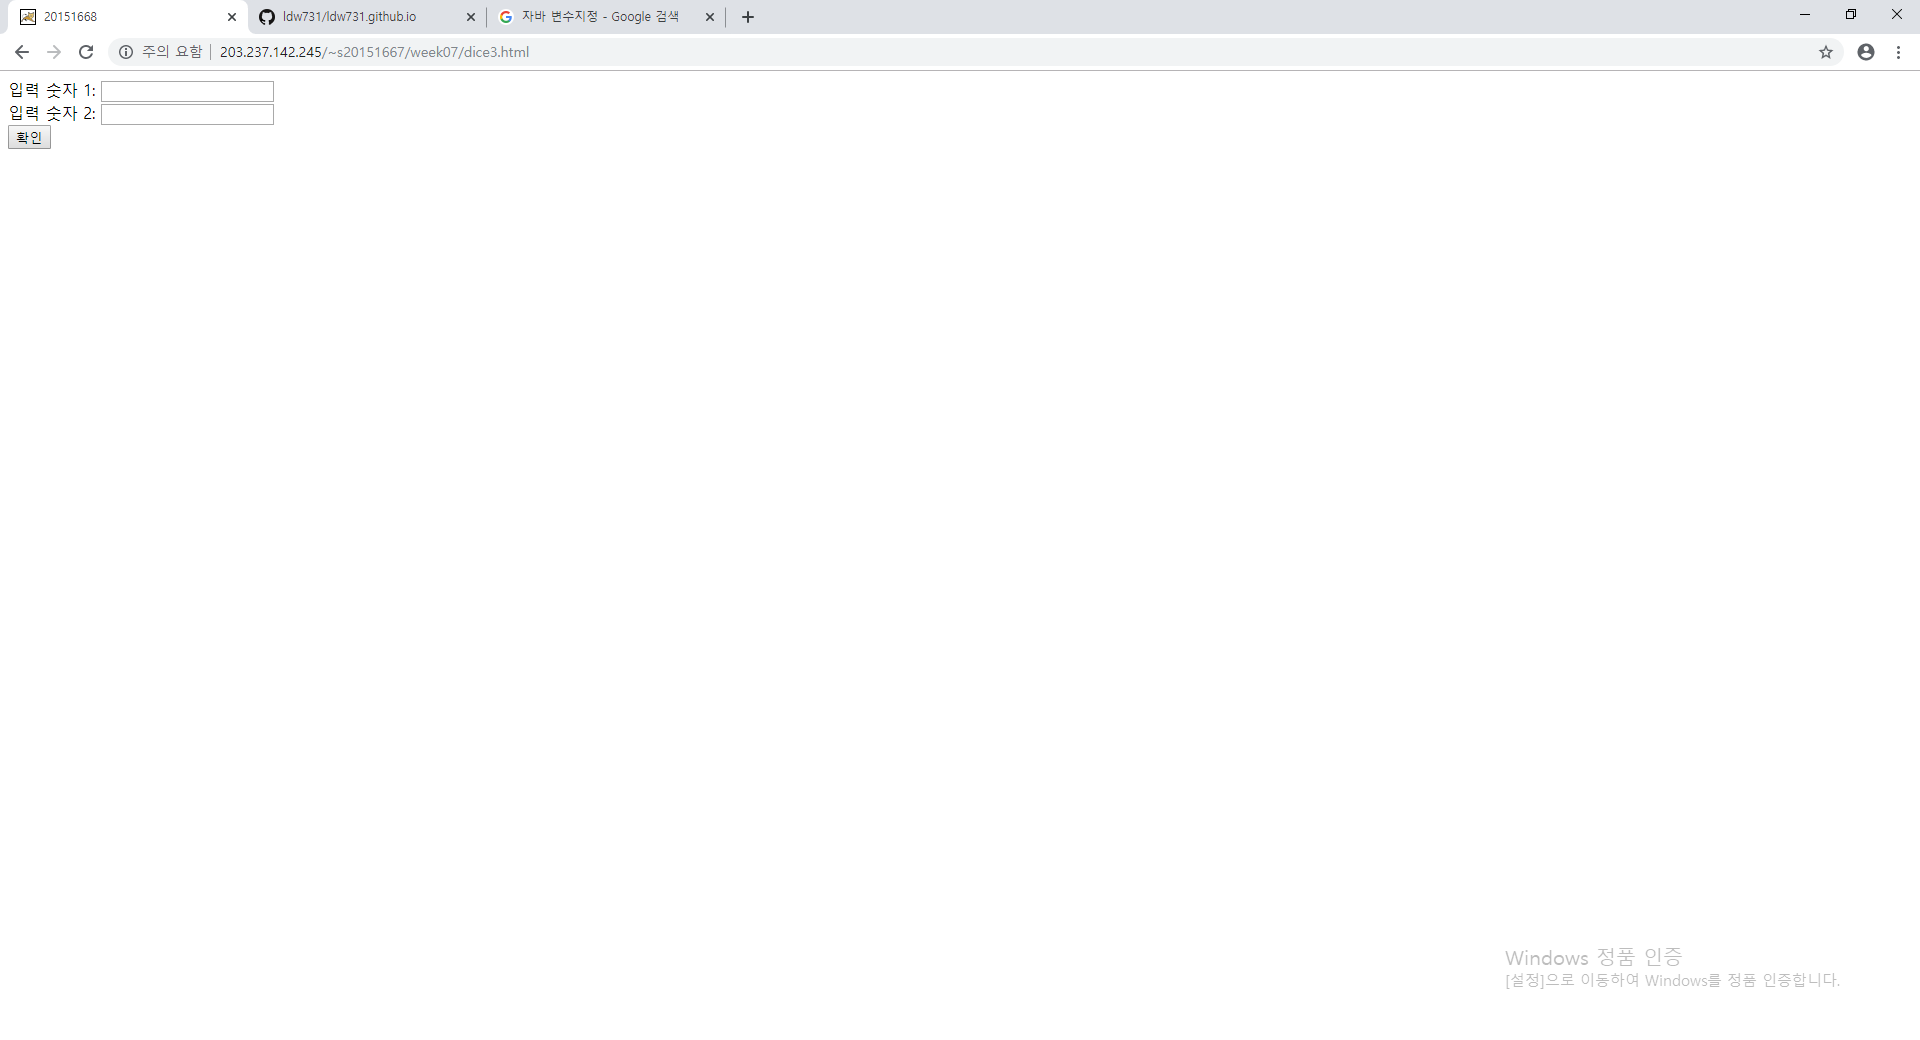 20151668
ldw731/ldw731.github.io
자바 변수지정 - Google 검색
주의 요함 203.237.142.245/~s20151667/week07/dice3.html
입력 숫자 1:
입력 숫자 2:
확인
Windows 정품 인증
[설정]으로 이동하여 Windows를 정품 인증합니다.